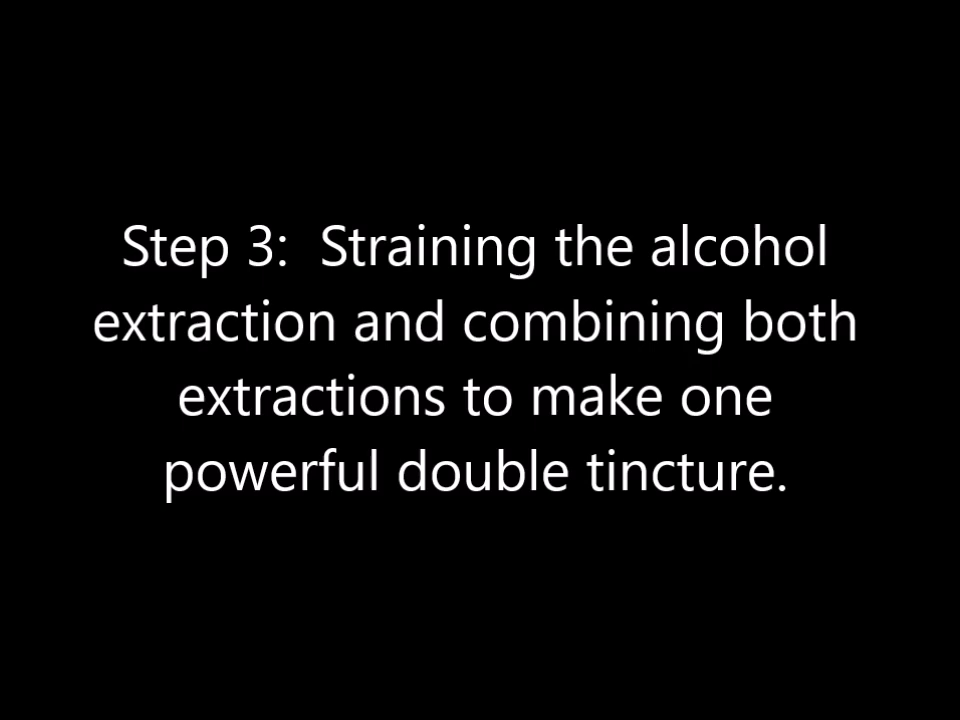 Step 3:  Straining the alcohol
extraction and combining both
extractions to make one
powerful double tincture.